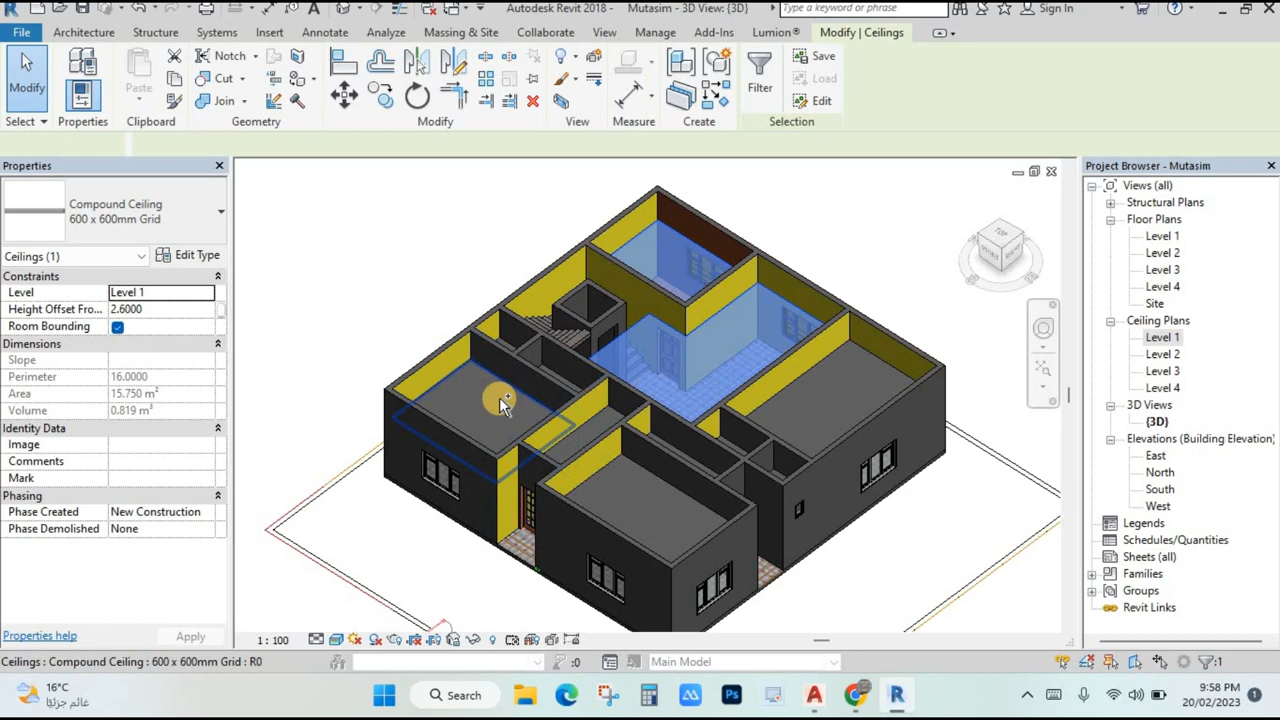 Autodesk Revit 2018 - Mutasim - 3D View: {3D}
Type a keyword or phrase
Sign In
File Architecture Structure Systems Insert Annotate Analyze Massing & Site Collaborate View Manage Add-Ins Lumion® Modify | Ceilings
Modify
Paste
Notch
Cut
Join
Filter
Save
Load
Edit
Select Properties Clipboard Geometry Modify View Measure Create Selection
Properties
Compound Ceiling
600 x 600mm Grid
Ceilings (1) Edit Type
Constraints
Level Level 1
Height Offset Fro... 2.6000
Room Bounding
Dimensions
Slope
Perimeter 16.0000
Area 15.750 m²
Volume 0.819 m³
Identity Data
Image
Comments
Mark
Phasing
Phase Created New Construction
Phase Demolished None
Properties help Apply
TOP
Project Browser - Mutasim
Views (all)
Structural Plans
Floor Plans
Level 1
Level 2
Level 3
Level 4
Site
Ceiling Plans
Level 1
Level 2
Level 3
Level 4
3D Views
{3D}
Elevations (Building Elevation)
East
North
South
West
Legends
Schedules/Quantities
Sheets (all)
Families
Groups
Revit Links
1 : 100
Ceilings : Compound Ceiling : 600 x 600mm Grid : R0
:0
Main Model
:1
16°C
غائم جزئيًا
Search
Ps
A
R
9:58 PM
20/02/2023